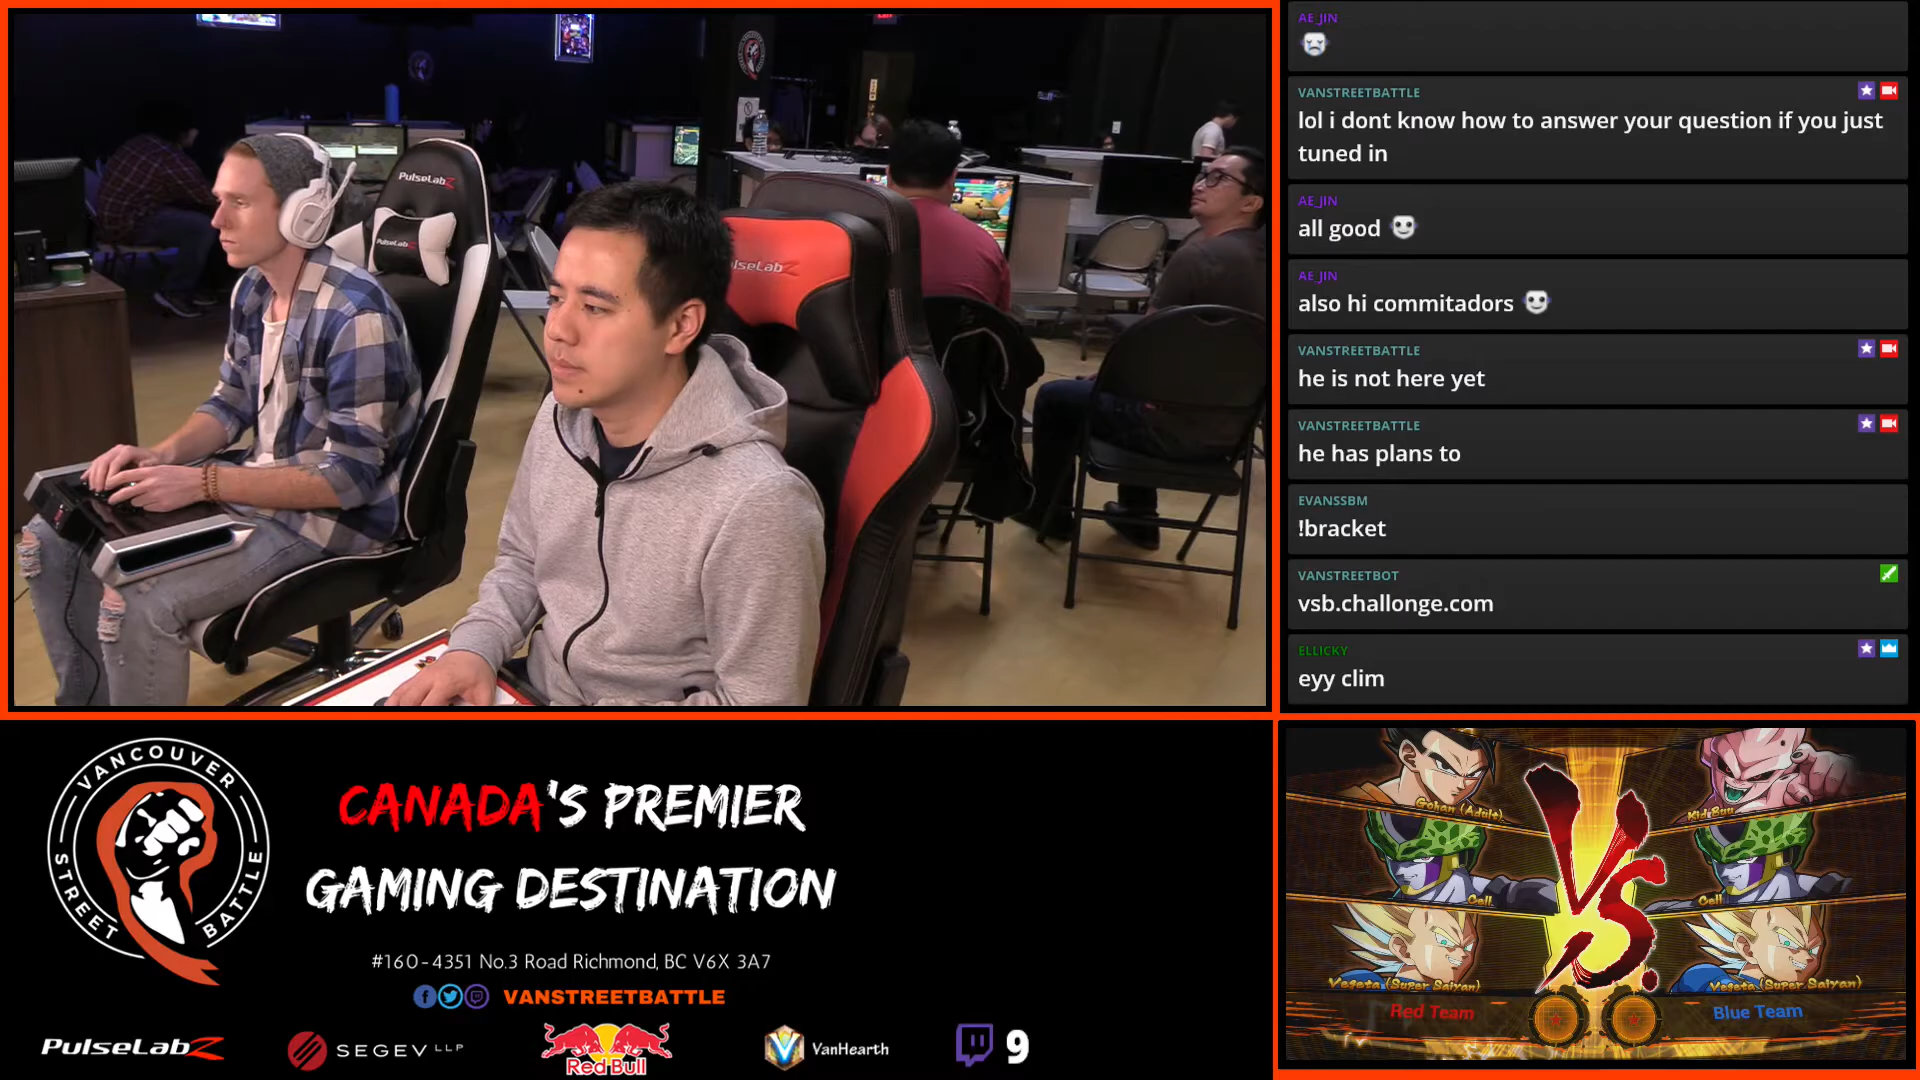 PulseLabZ
PulseLabZ
PulseLabZ
AE_JIN
VANSTREETBATTLE
lol i dont know how to answer your question if you just
tuned in
AE_JIN
all good
AE_JIN
also hi commitadors
VANSTREETBATTLE
he is not here yet
VANSTREETBATTLE
he has plans to
EVANSSBM
!bracket
VANSTREETBOT
vsb.challonge.com
ELLICKY
eyy clim
VANCOUVER
STREET
BATTLE
CANADA'S PREMIER
GAMING DESTINATION
#160-4351 No.3 Road Richmond, BC V6X 3A7
VANSTREETBATTLE
PulseLabZ
SEGEV LLP
Red Bull
VanHearth
9
Gohan (Adult)
Kid Buu
VS
Cell
Cell
Vegeta (Super Saiyan)
Vegeta (Super Saiyan)
Red Team
Blue Team